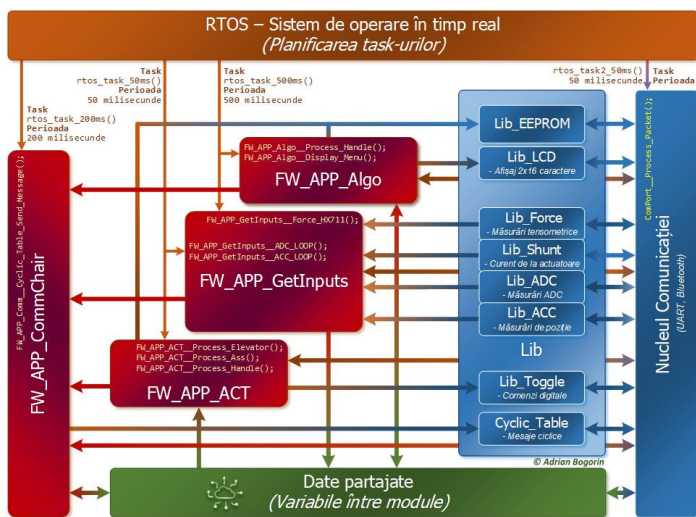 RTOS – Sistem de operare în timp real
(Planificarea task-urilor)
Task
rtos_task_50ms()
Perioada
50 milisecunde
Task
rtos_task_500ms()
Perioada
500 milisecunde
rtos_task2_50ms() Task
50 milisecunde Perioada
Task
rtos_task_200ms()
Perioada
200 milisecunde
FW_APP_Comm__Cyclic_Table_Send_Message();
FW_APP_CommChair
FW_APP_Algo__Process_Handle();
FW_APP_Algo__Display_Menu();
FW_APP_Algo
FW_APP_GetInputs__Force_HX711();
FW_APP_GetInputs__ADC_LOOP();
FW_APP_GetInputs__ACC_LOOP();
FW_APP_GetInputs
FW_APP_ACT__Process_Elevator();
FW_APP_ACT__Process_Ass();
FW_APP_ACT__Process_Handle();
FW_APP_ACT
Lib_EEPROM
Lib_LCD
- Afișaj 2x16 caractere
Lib_Force
- Măsurări tensometrice
Lib_Shunt
- Curent de la actuatoare
Lib_ADC
- Măsurări ADC
Lib_ACC
- Măsurări de poziție
Lib
Lib_Toggle
- Comenzi digitale
Cyclic_Table
- Mesaje ciclice
ComPort__Process_Packet();
Nucleul Comunicației
(UART, Bluetooth)
© Adrian Bogorin
Date partajate
(Variabile între module)